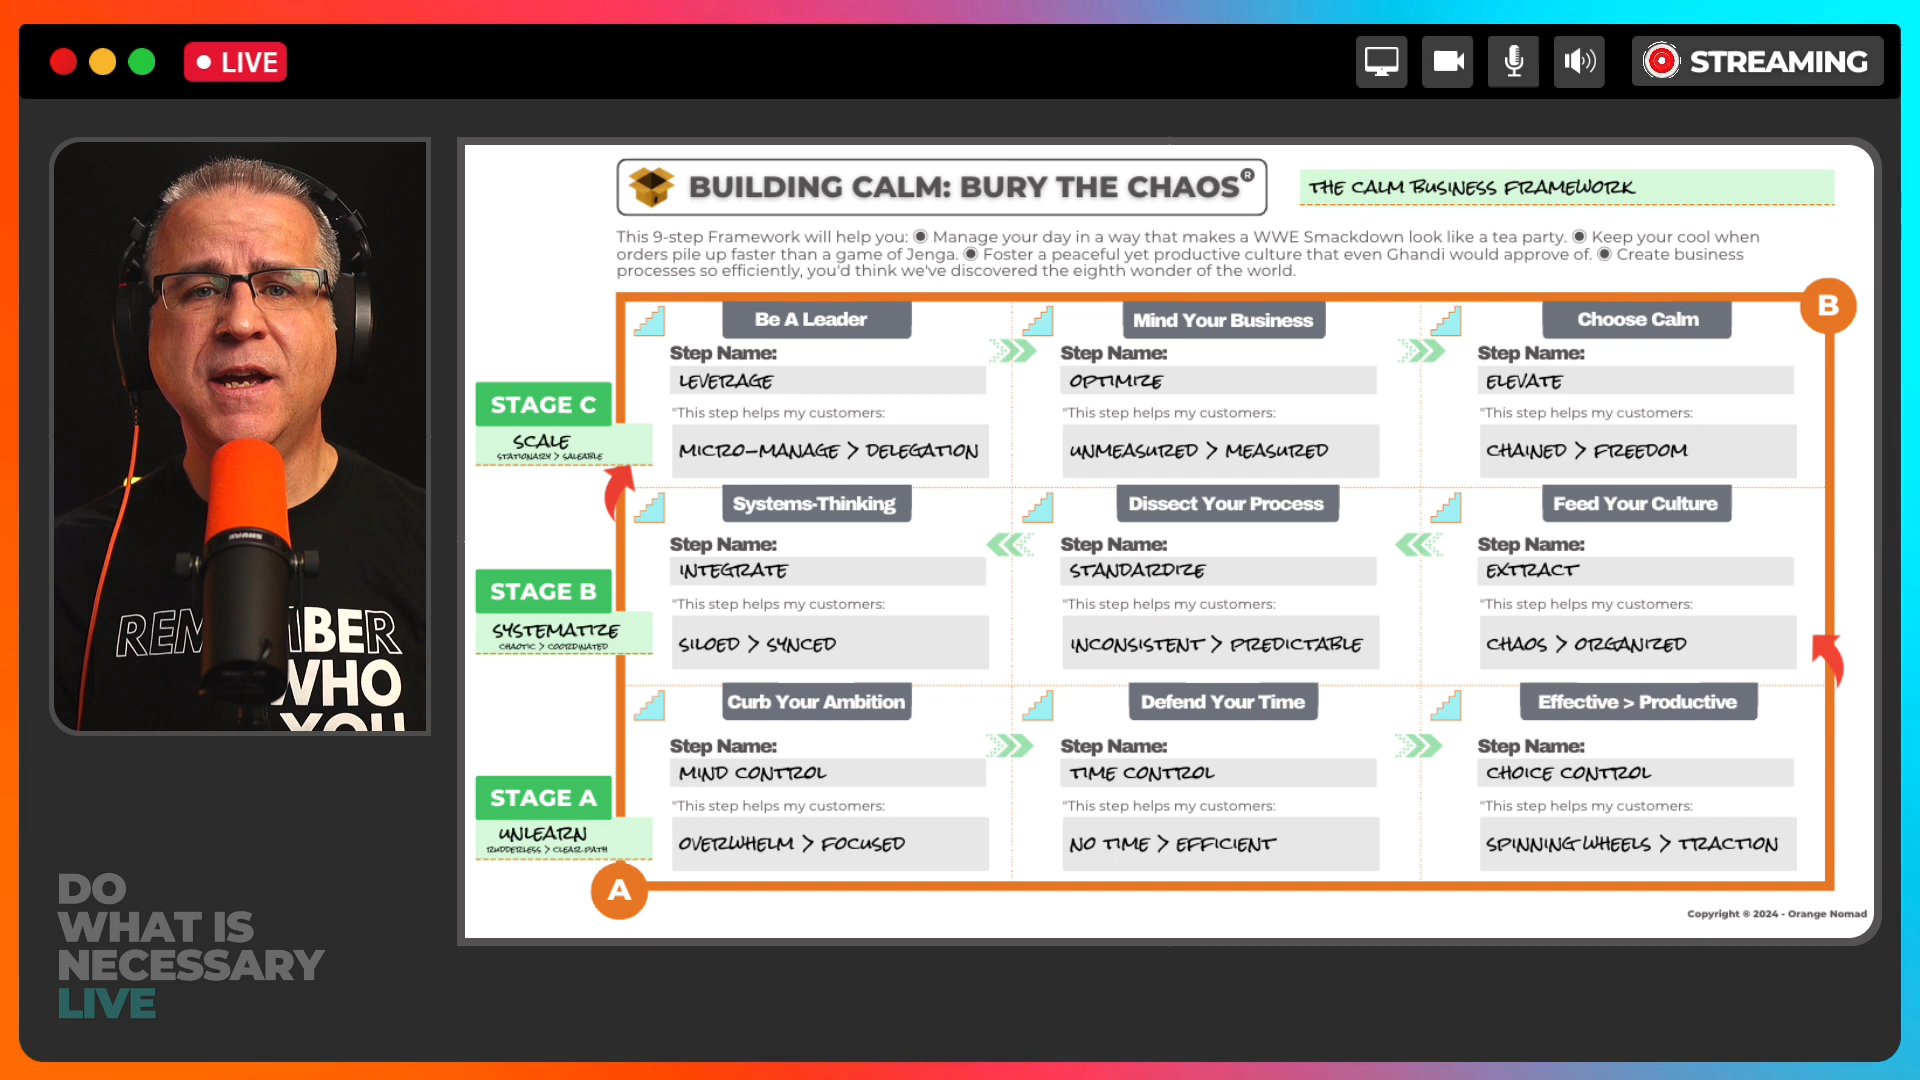 LIVE
STREAMING
BUILDING CALM: BURY THE CHAOS®
THE CALM BUSINESS FRAMEWORK
This 9-step Framework will help you: ◉ Manage your day in a way that makes a WWE Smackdown look like a tea party. ◉ Keep your cool when
orders pile up faster than a game of Jenga. ◉ Foster a peaceful yet productive culture that even Ghandi would approve of. ◉ Create business
processes so efficiently, you'd think we've discovered the eighth wonder of the world.
B
STAGE C
SCALE
STATIONARY > SALEABLE
Be A Leader
Step Name:
LEVERAGE
"This step helps my customers:
MICRO-MANAGE > DELEGATION
Mind Your Business
Step Name:
OPTIMIZE
"This step helps my customers:
UNMEASURED > MEASURED
Choose Calm
Step Name:
ELEVATE
"This step helps my customers:
CHAINED > FREEDOM
STAGE B
SYSTEMATIZE
CHAOTIC > COORDINATED
Systems-Thinking
Step Name:
INTEGRATE
"This step helps my customers:
SILOED > SYNCED
Dissect Your Process
Step Name:
STANDARDIZE
"This step helps my customers:
INCONSISTENT > PREDICTABLE
Feed Your Culture
Step Name:
EXTRACT
"This step helps my customers:
CHAOS > ORGANIZED
STAGE A
UNLEARN
RUDDERLESS > CLEAR PATH
Curb Your Ambition
Step Name:
MIND CONTROL
"This step helps my customers:
OVERWHELM > FOCUSED
Defend Your Time
Step Name:
TIME CONTROL
"This step helps my customers:
NO TIME > EFFICIENT
Effective > Productive
Step Name:
CHOICE CONTROL
"This step helps my customers:
SPINNING WHEELS > TRACTION
A
Copyright © 2024 - Orange Nomad
SHURE
WHO
YOU
DO
WHAT IS
NECESSARY
LIVE